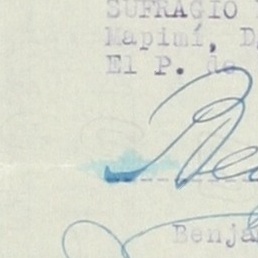 SUFRAGIO
Mapimí, D
El P. de
Benja